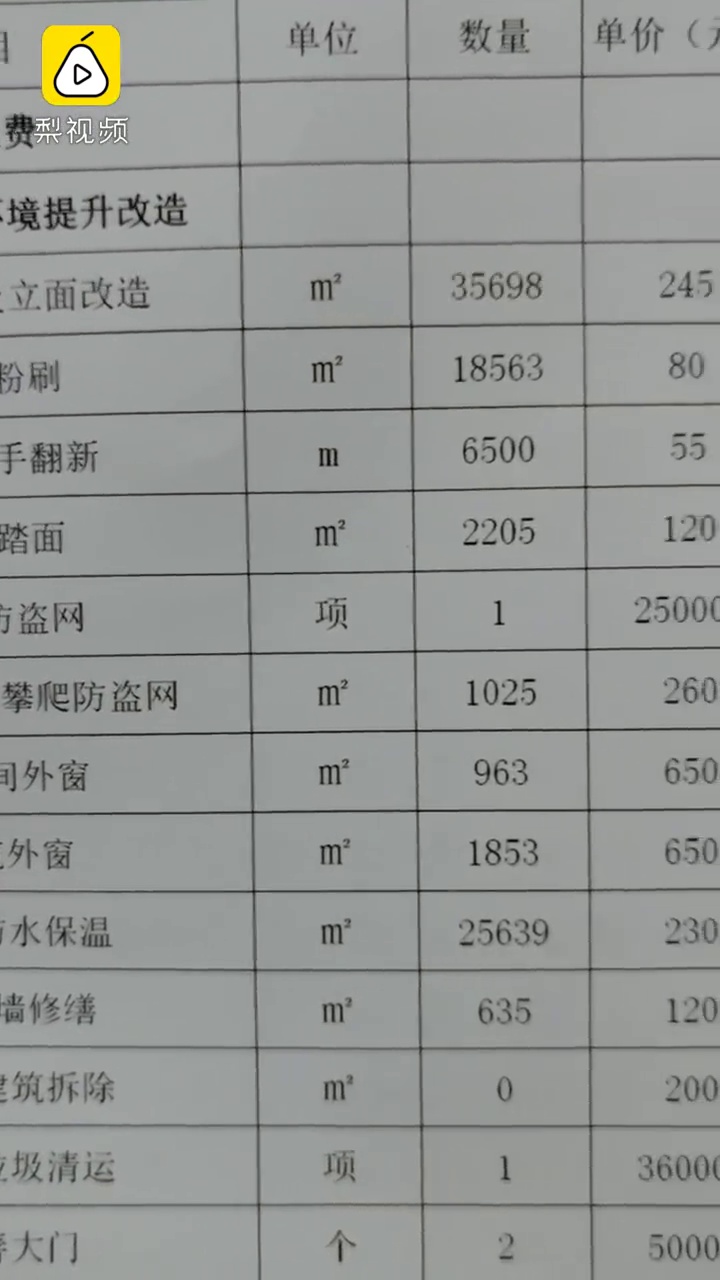 单位 数量 单价（
费
梨视频
境提升改造
立面改造 m² 35698 245
粉刷 m² 18563 80
手翻新 m 6500 55
踏面 m² 2205 120
防盗网 项 1 25000
攀爬防盗网 m² 1025 260
间外窗 m² 963 650
外窗 m² 1853 650
水保温 m² 25639 230
墙修缮 m² 635 120
建筑拆除 m² 0 200
垃圾清运 项 1 36000
大门 个 2 5000